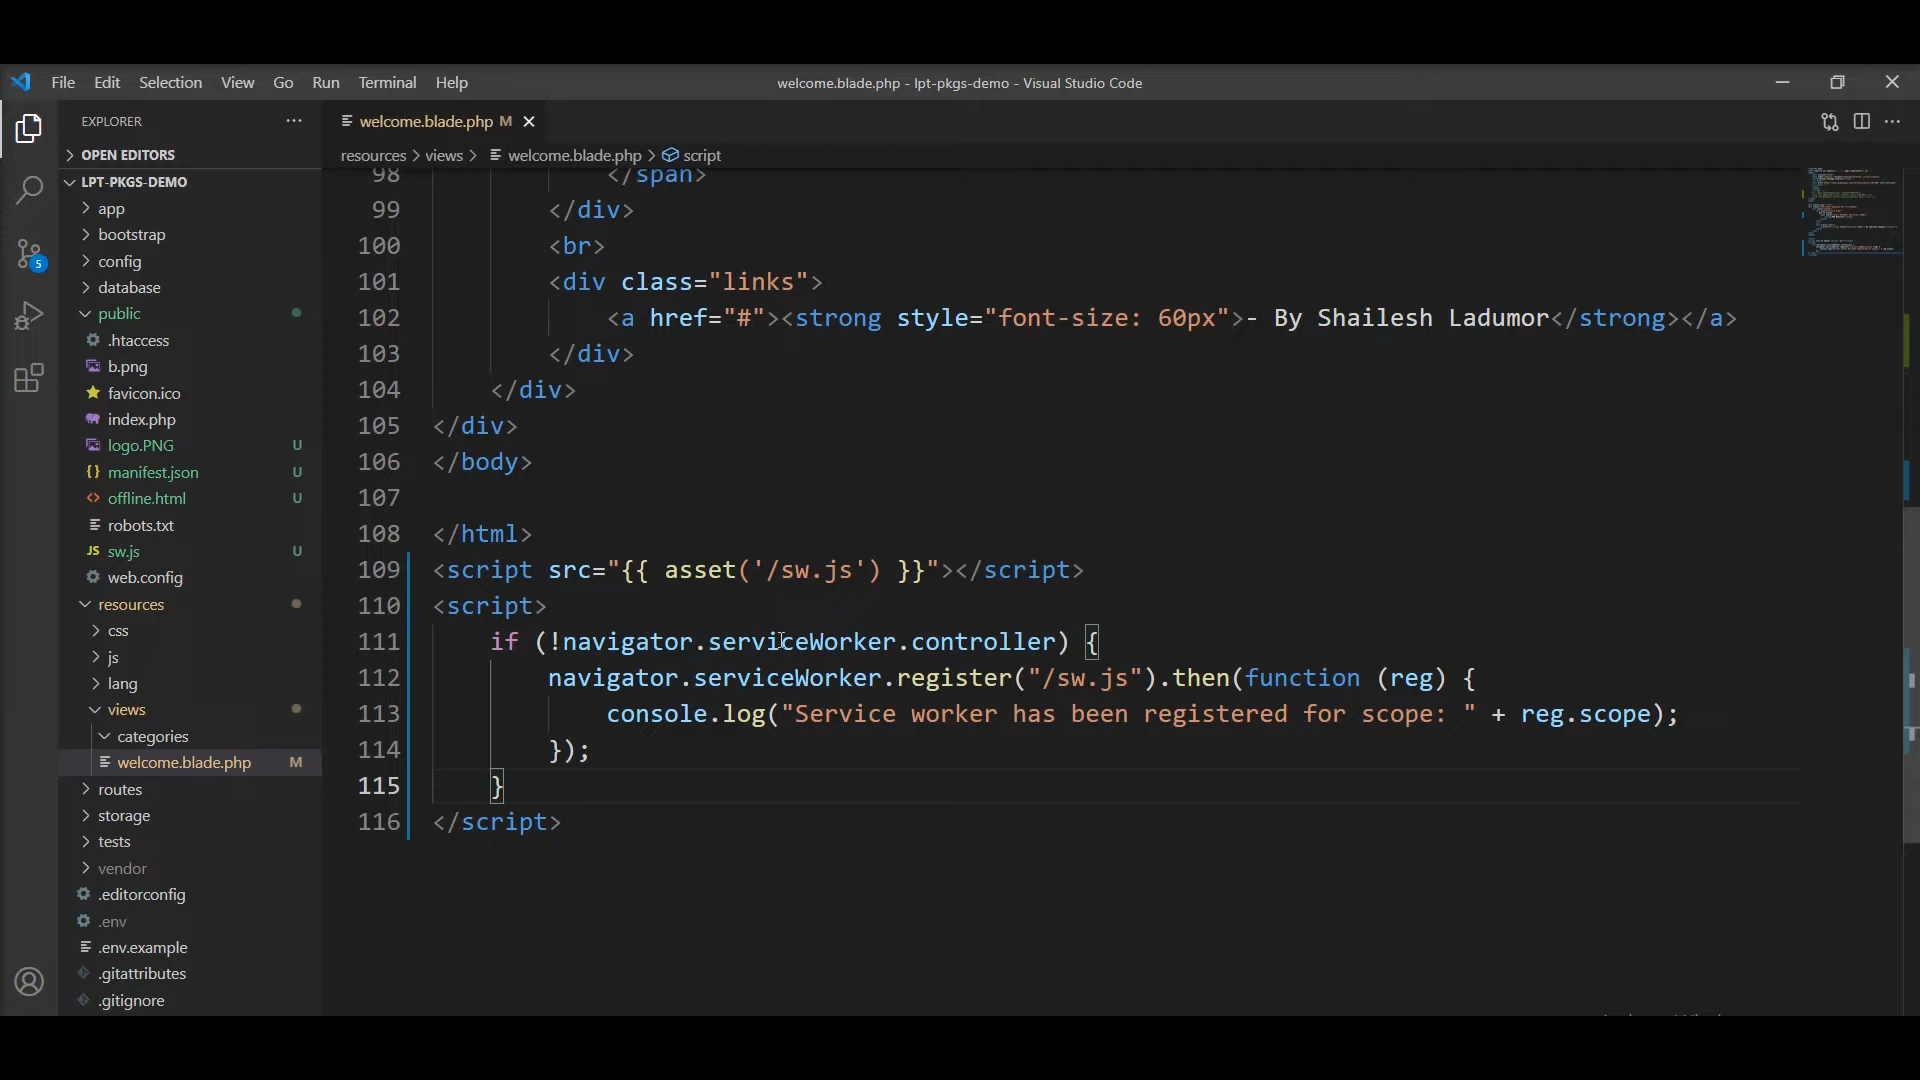 File Edit Selection View Go Run Terminal Help
welcome.blade.php - lpt-pkgs-demo - Visual Studio Code
EXPLORER
OPEN EDITORS
LPT-PKGS-DEMO
app
bootstrap
config
database
public
.htaccess
b.png
favicon.ico
index.php
logo.PNG U
manifest.json U
offline.html U
robots.txt
JS sw.js U
web.config
resources
css
js
lang
views
categories
welcome.blade.php M
routes
storage
tests
vendor
.editorconfig
.env
.env.example
.gitattributes
.gitignore
5
welcome.blade.php M
resources > views > welcome.blade.php > script
98 </span>
99 </div>
100 <br>
101 <div class="links">
102 <a href="#"><strong style="font-size: 60px">- By Shailesh Ladumor</strong></a>
103 </div>
104 </div>
105 </div>
106 </body>
107
108 </html>
109 <script src="{{ asset('/sw.js') }}"></script>
110 <script>
111 if (!navigator.serviceWorker.controller) {
112 navigator.serviceWorker.register("/sw.js").then(function (reg) {
113 console.log("Service worker has been registered for scope: " + reg.scope);
114 });
115 }
116 </script>